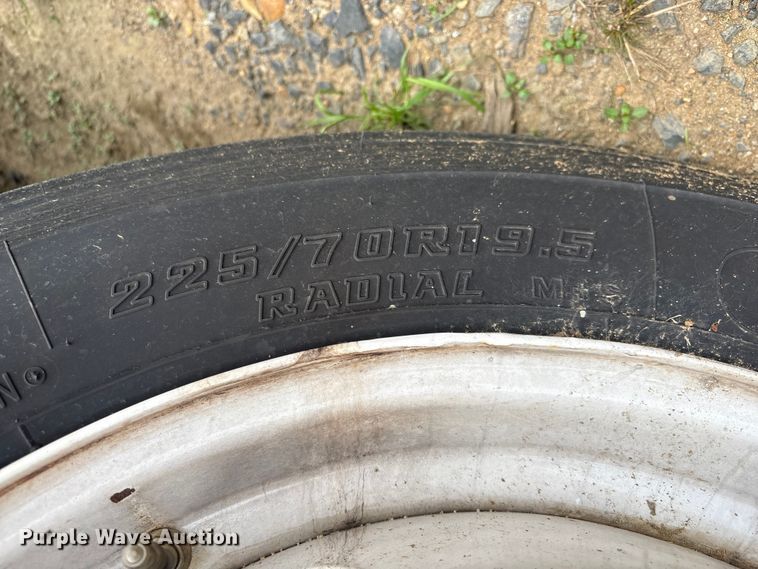 225/70R19.5
RADIAL M+S
N
Purple Wave Auction